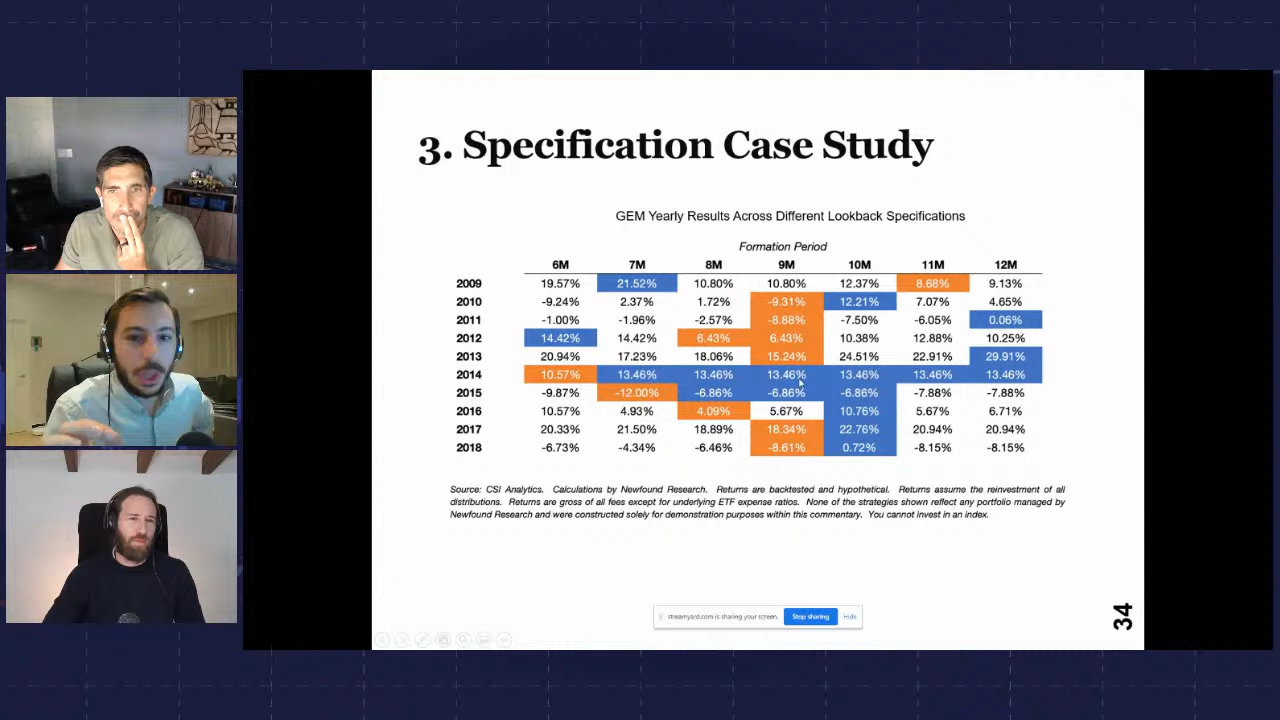 3. Specification Case Study
GEM Yearly Results Across Different Lookback Specifications
Formation Period
6M 7M 8M 9M 10M 11M 12M
2009 19.57% 21.52% 10.80% 10.80% 12.37% 8.68% 9.13%
2010 -9.24% 2.37% 1.72% -9.31% 12.21% 7.07% 4.65%
2011 -1.00% -1.96% -2.57% -8.88% -7.50% -6.05% 0.06%
2012 14.42% 14.42% 6.43% 6.43% 10.38% 12.88% 10.25%
2013 20.94% 17.23% 18.06% 15.24% 24.51% 22.91% 29.91%
2014 10.57% 13.46% 13.46% 13.46% 13.46% 13.46% 13.46%
2015 -9.87% -12.00% -6.86% -6.86% -6.86% -7.88% -7.88%
2016 10.57% 4.93% 4.09% 5.67% 10.76% 5.67% 6.71%
2017 20.33% 21.50% 18.89% 18.34% 22.76% 20.94% 20.94%
2018 -6.73% -4.34% -6.46% -8.61% 0.72% -8.15% -8.15%
Source: CSI Analytics. Calculations by Newfound Research. Returns are backtested and hypothetical. Returns assume the reinvestment of all
distributions. Returns are gross of all fees except for underlying ETF expense ratios. None of the strategies shown reflect any portfolio managed by
Newfound Research and were constructed solely for demonstration purposes within this commentary. You cannot invest in an index.
streamyard.com is sharing your screen. Stop sharing Hide
34